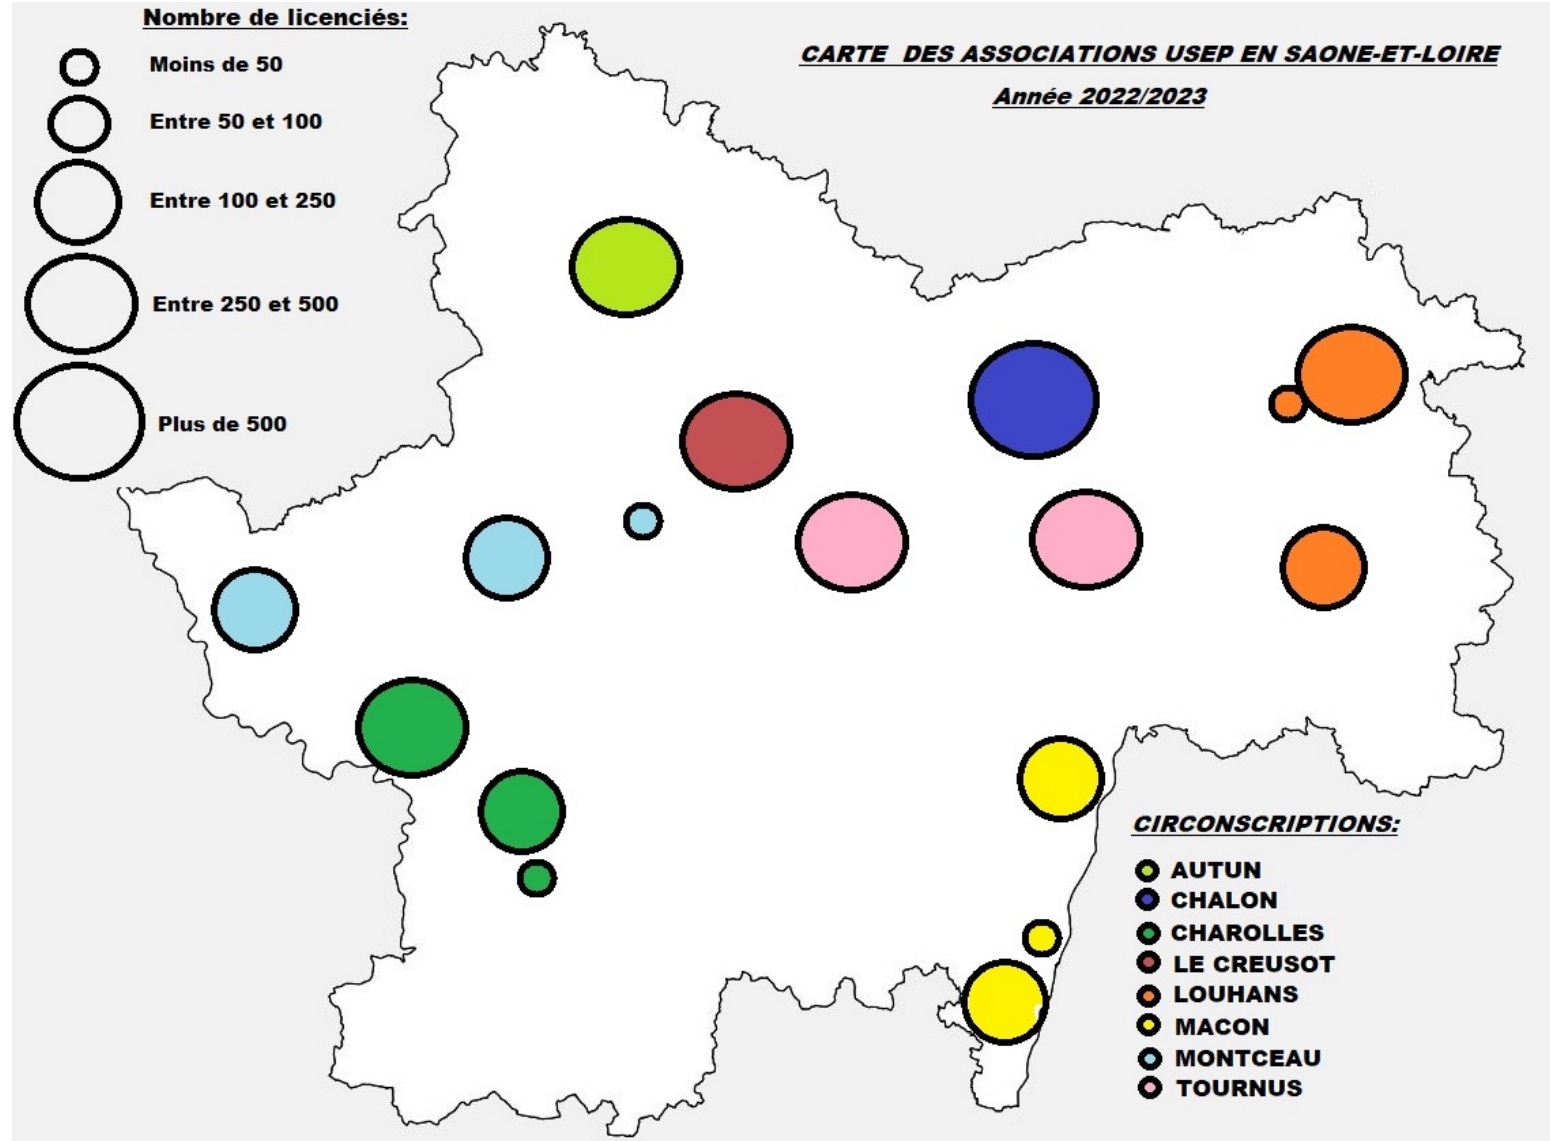 Nombre de licenciés:
Moins de 50
Entre 50 et 100
Entre 100 et 250
Entre 250 et 500
Plus de 500
CARTE DES ASSOCIATIONS USEP EN SAONE-ET-LOIRE
Année 2022/2023
CIRCONSCRIPTIONS:
AUTUN
CHALON
CHAROLLES
LE CREUSOT
LOUHANS
MACON
MONTCEAU
TOURNUS